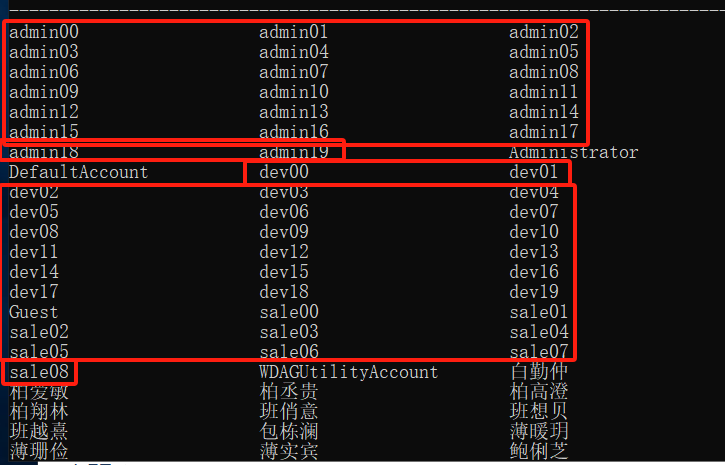 admin00 admin01 admin02
admin03 admin04 admin05
admin06 admin07 admin08
admin09 admin10 admin11
admin12 admin13 admin14
admin15 admin16 admin17
admin18 admin19 Administrator
DefaultAccount dev00 dev01
dev02 dev03 dev04
dev05 dev06 dev07
dev08 dev09 dev10
dev11 dev12 dev13
dev14 dev15 dev16
dev17 dev18 dev19
Guest sale00 sale01
sale02 sale03 sale04
sale05 sale06 sale07
sale08 WDAGUtilityAccount 白勤仲
柏爱敏 柏丞贵 柏高澄
柏翔林 班俏意 班想贝
班越熹 包栋澜 薄暖玥
薄珊俭 薄实宾 鲍俐芝